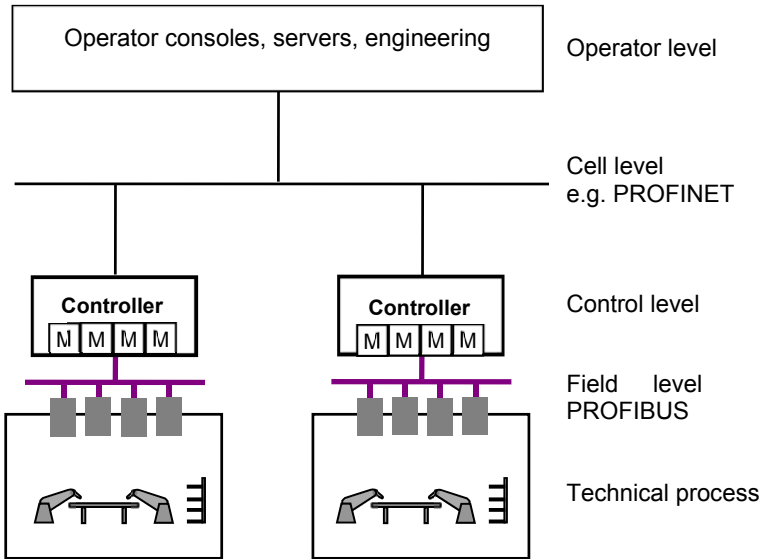 Operator consoles, servers, engineering
Operator level
Cell level
e.g. PROFINET
Controller
M M M M
Controller
M M M M
Control level
Field level
PROFIBUS
Technical process